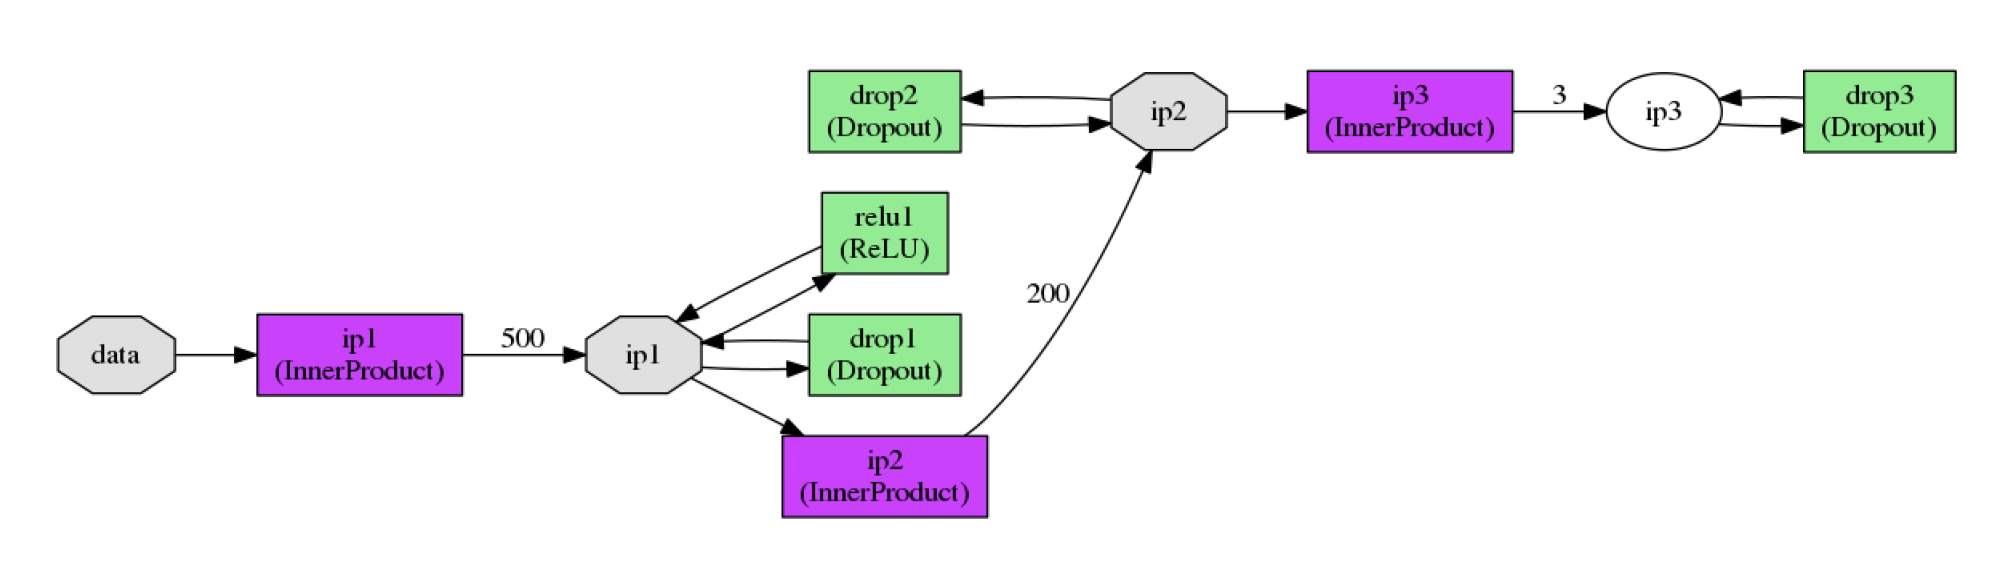 drop2
(Dropout)
ip2
ip3
(InnerProduct)
3
ip3
drop3
(Dropout)
relu1
(ReLU)
200
data
ip1
(InnerProduct)
500
ip1
drop1
(Dropout)
ip2
(InnerProduct)